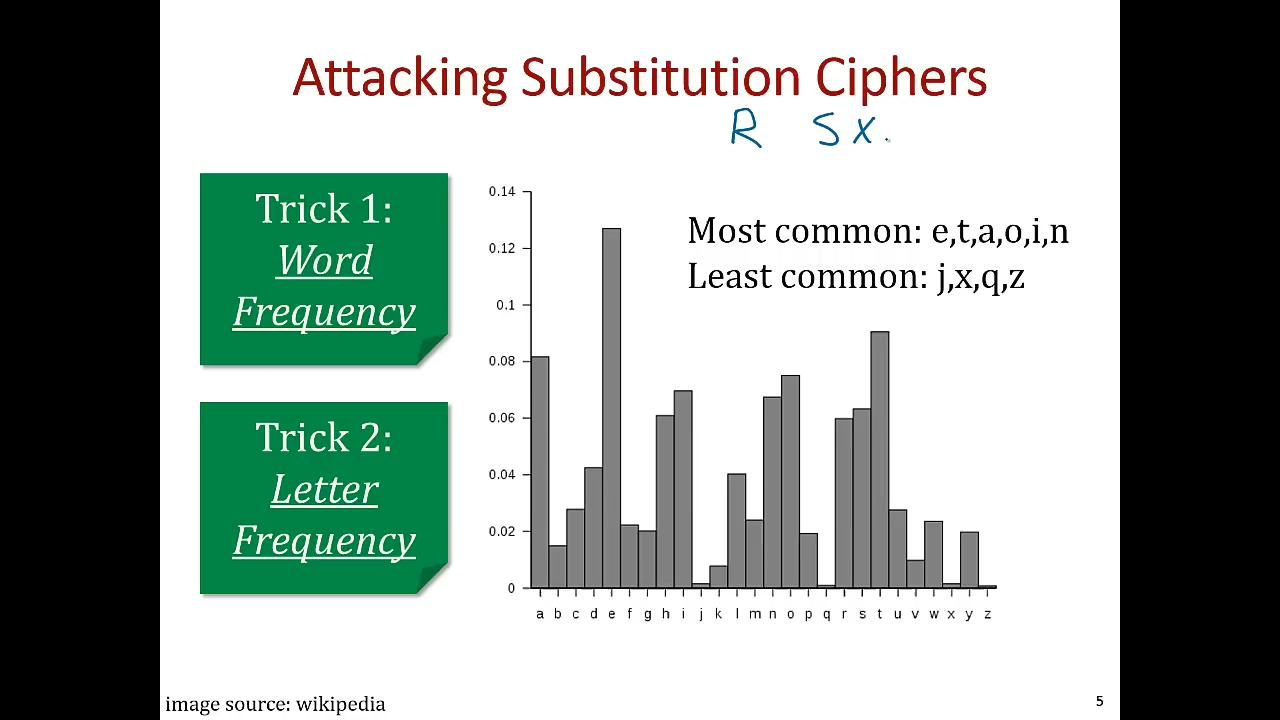 Attacking Substitution Ciphers
R SX.
Trick 1:
Word
Frequency
Trick 2:
Letter
Frequency
Most common: e,t,a,o,i,n
Least common: j,x,q,z
0.14
0.12
0.1
0.08
0.06
0.04
0.02
0
a b c d e f g h i j k l m n o p q r s t u v w x y z
image source: wikipedia
5